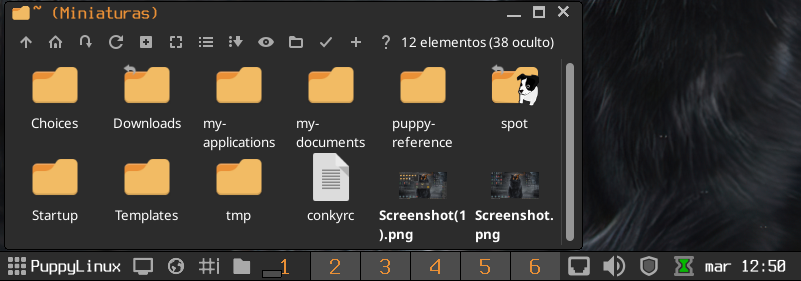 ~ (Miniaturas)
? 12 elementos (38 oculto)
Choices Downloads my-applications my-documents puppy-reference spot
Startup Templates tmp conkyrc Screenshot(1).png Screenshot.png
PuppyLinux #i 1 2 3 4 5 6 mar 12:50